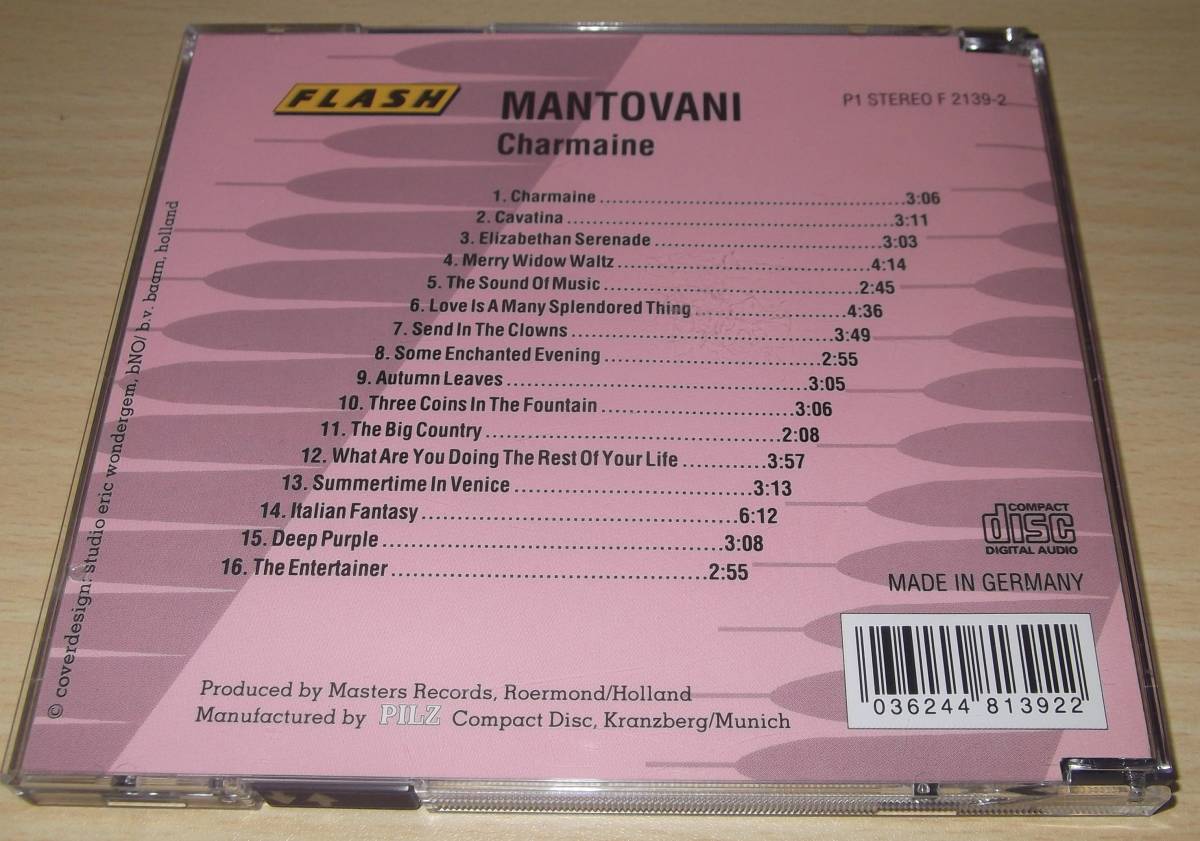 FLASH
MANTOVANI
Charmaine
P1 STEREO F 2139-2
1. Charmaine 3:06
2. Cavatina 3:11
3. Elizabethan Serenade 3:03
4. Merry Widow Waltz 4:14
5. The Sound Of Music 2:45
6. Love Is A Many Splendored Thing 4:36
7. Send In The Clowns 3:49
8. Some Enchanted Evening 2:55
9. Autumn Leaves 3:05
10. Three Coins In The Fountain 3:06
11. The Big Country 2:08
12. What Are You Doing The Rest Of Your Life 3:57
13. Summertime In Venice 3:13
14. Italian Fantasy 6:12
15. Deep Purple 3:08
16. The Entertainer 2:55
© coverdesign: studio eric wondergem, bNO/ b.v. baarn, holland
COMPACT
disc
DIGITAL AUDIO
MADE IN GERMANY
Produced by Masters Records, Roermond/Holland
Manufactured by PILZ Compact Disc, Kranzberg/Munich
036244 813922